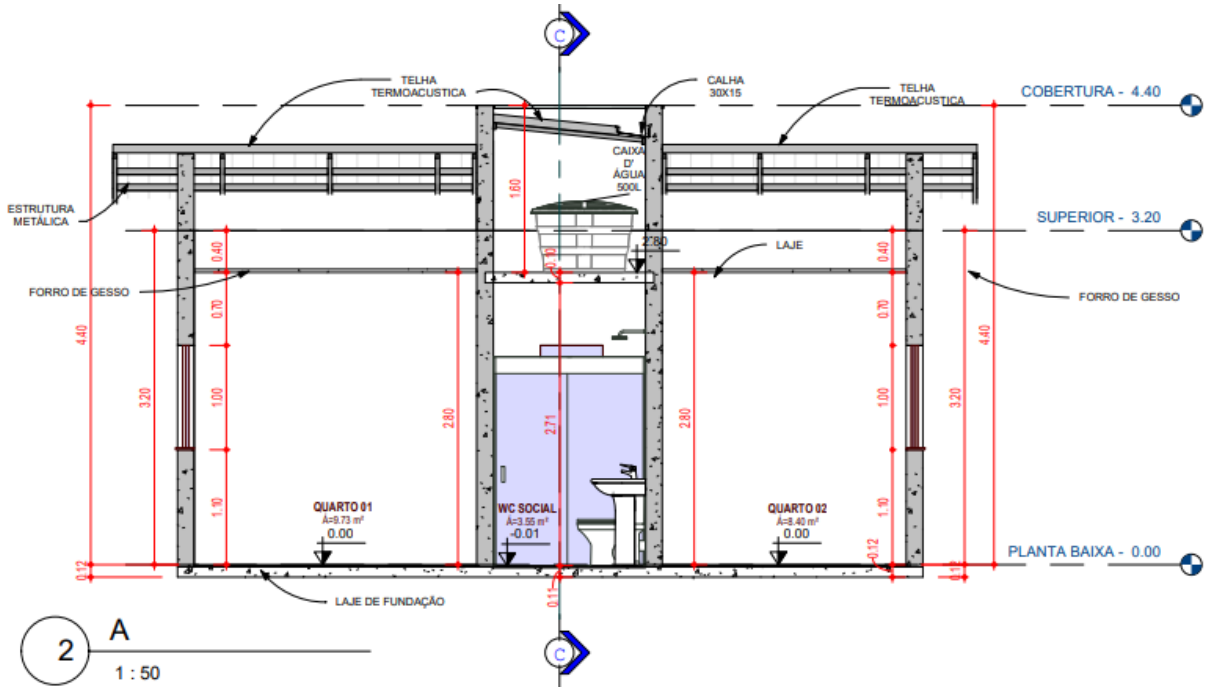 C
TELHA
TERMOACUSTICA
CALHA
30X15
TELHA
TERMOACUSTICA
COBERTURA - 4.40
CAIXA
D'
ÁGUA
500L
1.60
ESTRUTURA
METÁLICA
SUPERIOR - 3.20
0.40
2.80
0.10
LAJE
0.40
FORRO DE GESSO
FORRO DE GESSO
4.40
0.70
0.70
4.40
3.20
1.00
2.80
2.71
2.80
1.00
3.20
1.10
1.10
QUARTO 01
A=9.73 m²
0.00
WC SOCIAL
A=3.55 m²
-0.01
QUARTO 02
A=8.40 m²
0.00
PLANTA BAIXA - 0.00
0.12
0.11
0.12
0.12
LAJE DE FUNDAÇÃO
2
A
1 : 50
C